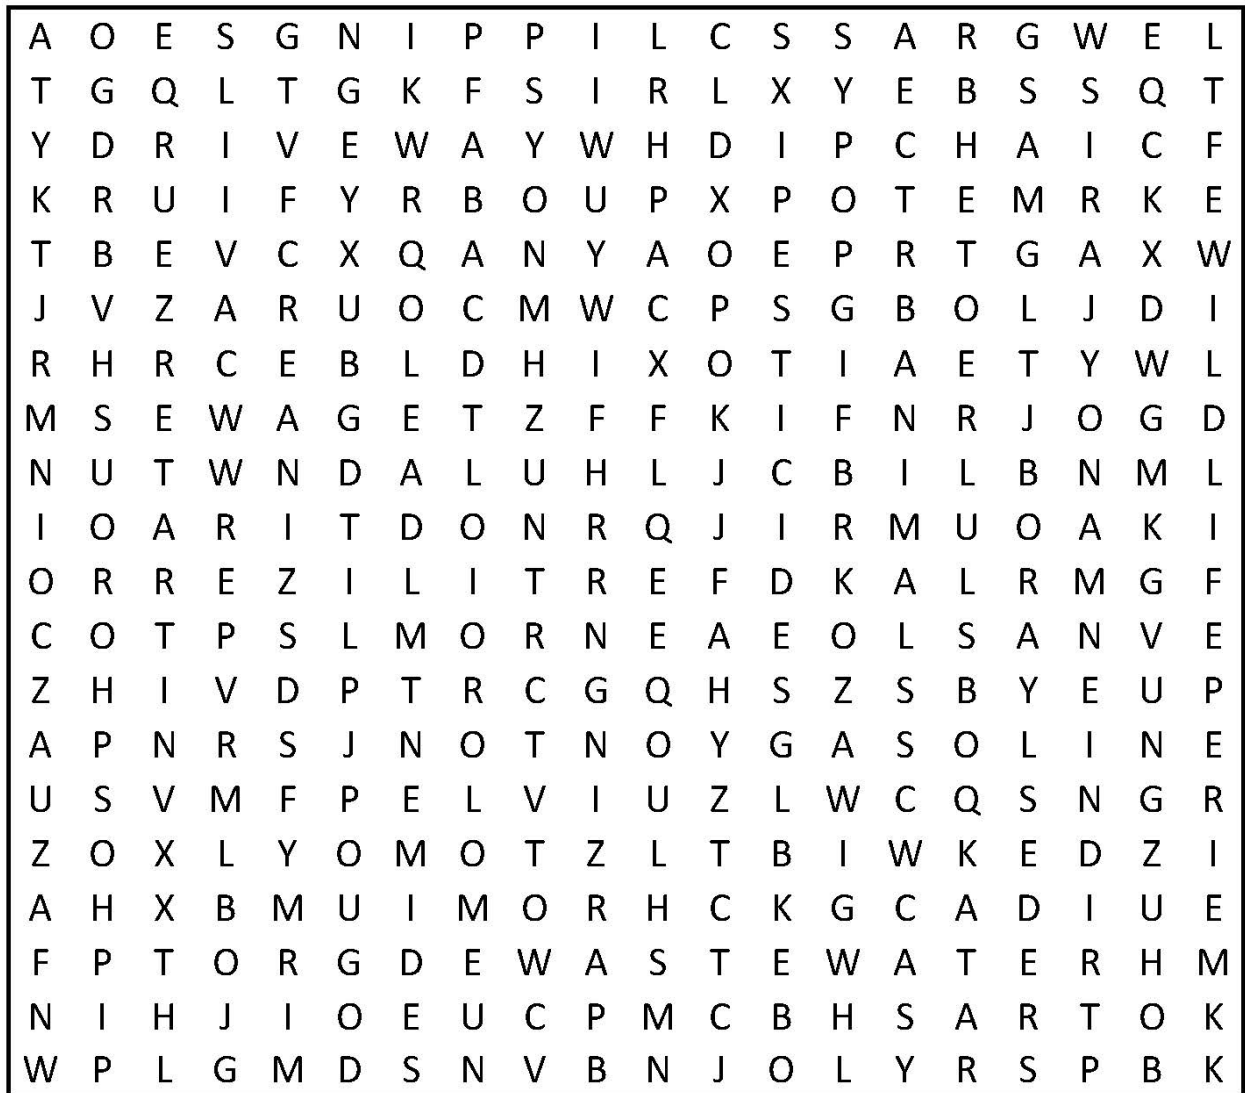 A O E S G N I P P I L C S S A R G W E L
T G Q L T G K F S I R L X Y E B S S Q T
Y D R I V E W A Y W H D I P C H A I C F
K R U I F Y R B O U P X P O T E M R K E
T B E V C X Q A N Y A O E P R T G A X W
J V Z A R U O C M W C P S G B O L J D I
R H R C E B L D H I X O T I A E T Y W L
M S E W A G E T Z F F K I F N R J O G D
N U T W N D A L U H L J C B I L B N M L
I O A R I T D O N R Q J I R M U O A K I
O R R E Z I L I T R E F D K A L R M G F
C O T P S L M O R N E A E O L S A N V E
Z H I V D P T R C G Q H S Z S B Y E U P
A P N R S J N O T N O Y G A S O L I N E
U S V M F P E L V I U Z L W C Q S N G R
Z O X L Y O M O T Z L T B I W K E D Z I
A H X B M U I M O R H C K G C A D I U E
F P T O R G D E W A S T E W A T E R H M
N I H J I O E U C P M C B H S A R T O K
W P L G M D S N V B N J O L Y R S P B K